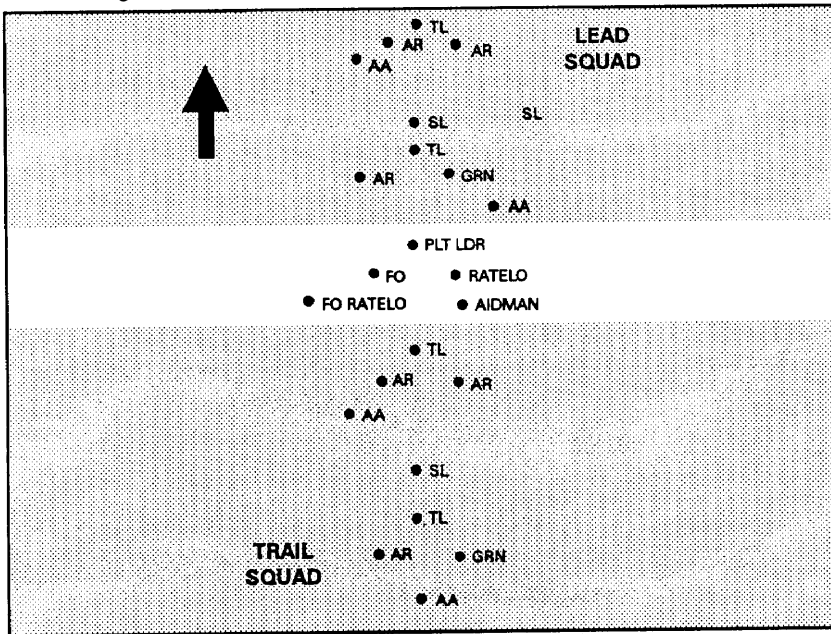 TL
AR
AR
AA
LEAD
SQUAD
SL
SL
TL
AR
GRN
AA
PLT LDR
FO
RATELO
FO RATELO
AIDMAN
TL
AR
AR
AA
SL
TL
AR
GRN
TRAIL
SQUAD
AA